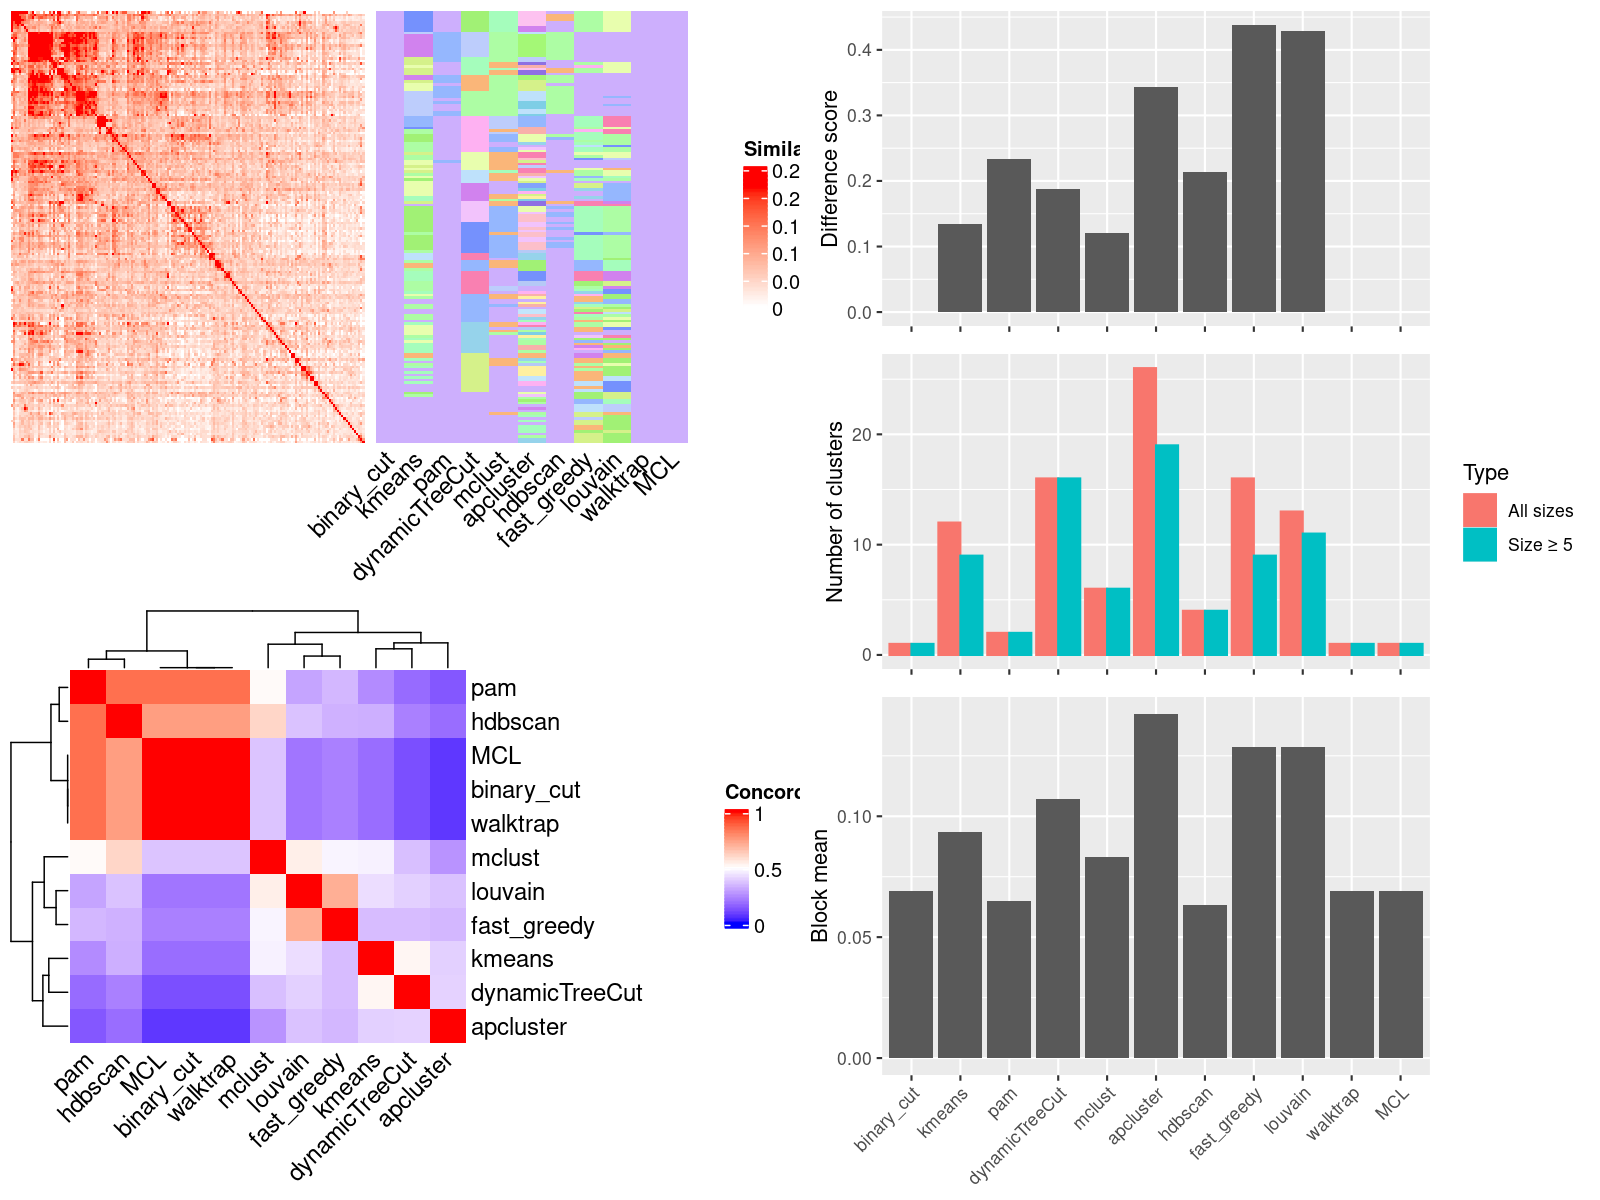 Simila
0.2
0.2
0.1
0.1
0.0
0
binary_cut
kmeans
pam
dynamicTreeCut
mclust
apcluster
hdbscan
fast_greedy
louvain
walktrap
MCL
Difference score
0.4
0.3
0.2
0.1
0.0
Number of clusters
20
10
0
Type
All sizes
Size ≥ 5
Block mean
0.10
0.05
0.00
binary_cut
kmeans
pam
dynamicTreeCut
mclust
apcluster
hdbscan
fast_greedy
louvain
walktrap
MCL
pam
hdbscan
MCL
binary_cut
walktrap
mclust
louvain
fast_greedy
kmeans
dynamicTreeCut
apcluster
pam
hdbscan
MCL
binary_cut
walktrap
mclust
louvain
fast_greedy
kmeans
dynamicTreeCut
apcluster
Concord
1
0.5
0